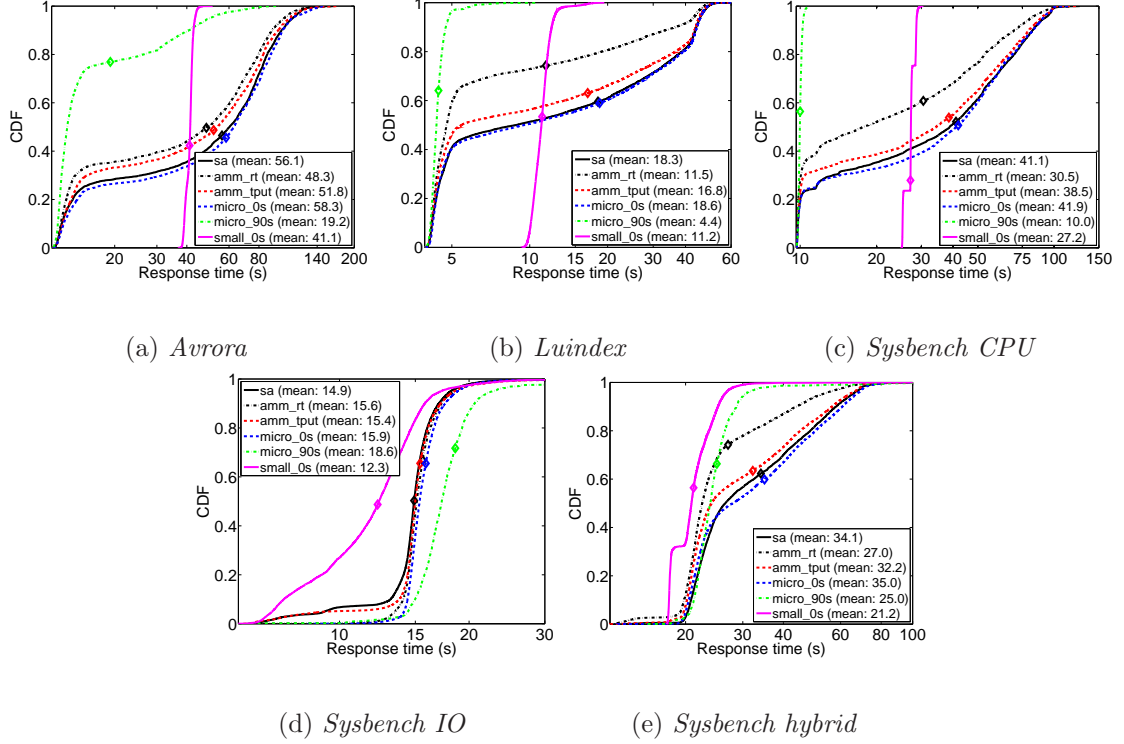 1
0.8
0.6
0.4
0.2
0
CDF
20 40 60 80 140 200
Response time (s)
sa (mean: 56.1)
amm_rt (mean: 48.3)
amm_tput (mean: 51.8)
micro_0s (mean: 58.3)
micro_90s (mean: 19.2)
small_0s (mean: 41.1)
(a) Avrora
1
0.8
0.6
0.4
0.2
0
CDF
5 10 15 20 30 40 60
Response time (s)
sa (mean: 18.3)
amm_rt (mean: 11.5)
amm_tput (mean: 16.8)
micro_0s (mean: 18.6)
micro_90s (mean: 4.4)
small_0s (mean: 11.2)
(b) Luindex
1
0.8
0.6
0.4
0.2
0
CDF
10 20 30 40 50 100 150
Response time (s)
sa (mean: 41.1)
amm_rt (mean: 30.5)
amm_tput (mean: 38.5)
micro_0s (mean: 41.9)
micro_90s (mean: 10.0)
small_0s (mean: 27.2)
(c) Sysbench CPU
1
0.8
0.6
0.4
0.2
0
CDF
10 15 20 30
Response time (s)
sa (mean: 14.9)
amm_rt (mean: 15.6)
amm_tput (mean: 15.4)
micro_0s (mean: 15.9)
micro_90s (mean: 18.6)
small_0s (mean: 12.3)
(d) Sysbench IO
1
0.8
0.6
0.4
0.2
0
CDF
20 30 40 60 80 100
Response time (s)
sa (mean: 34.1)
amm_rt (mean: 27.0)
amm_tput (mean: 32.2)
micro_0s (mean: 35.0)
micro_90s (mean: 25.0)
small_0s (mean: 21.2)
(e) Sysbench hybrid